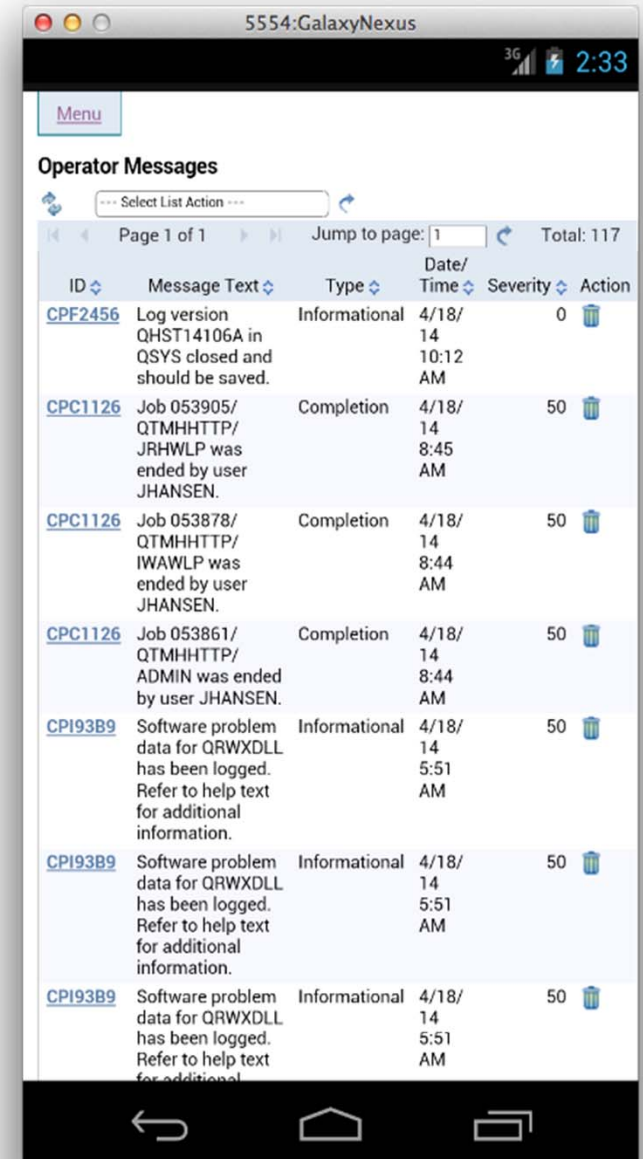 5554:GalaxyNexus
3G 2:33
Menu
Operator Messages
--- Select List Action ---
Page 1 of 1 Jump to page: 1 Total: 117
Date/
ID Message Text Type Time Severity Action
CPF2456 Log version Informational 4/18/ 0
QHST14106A in 14
QSYS closed and 10:12
should be saved. AM
CPC1126 Job 053905/ Completion 4/18/ 50
QTMHHTTP/ 14
JRHWLP was 8:45
ended by user AM
JHANSEN.
CPC1126 Job 053878/ Completion 4/18/ 50
QTMHHTTP/ 14
IWAWLP was 8:44
ended by user AM
JHANSEN.
CPC1126 Job 053861/ Completion 4/18/ 50
QTMHHTTP/ 14
ADMIN was ended 8:44
by user JHANSEN. AM
CPI93B9 Software problem Informational 4/18/ 50
data for QRWXDLL 14
has been logged. 5:51
Refer to help text AM
for additional
information.
CPI93B9 Software problem Informational 4/18/ 50
data for QRWXDLL 14
has been logged. 5:51
Refer to help text AM
for additional
information.
CPI93B9 Software problem Informational 4/18/ 50
data for QRWXDLL 14
has been logged. 5:51
Refer to help text AM
for additional